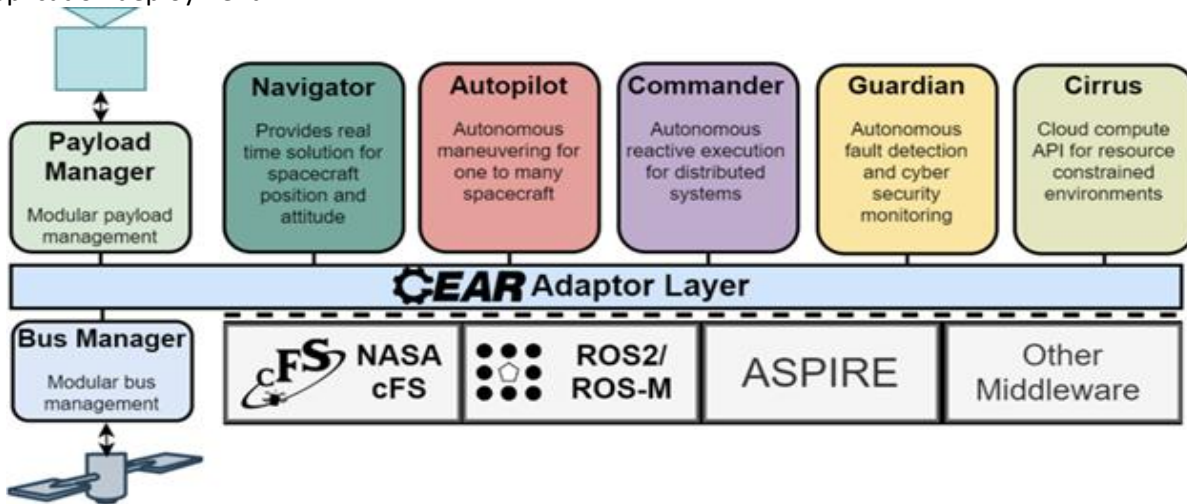 Payload
Manager
Modular payload
management
Navigator
Provides real
time solution for
spacecraft
position and
attitude
Autopilot
Autonomous
maneuvering for
one to many
spacecraft
Commander
Autonomous
reactive execution
for distributed
systems
Guardian
Autonomous
fault detection
and cyber
security
monitoring
Cirrus
Cloud compute
API for resource
constrained
environments
CEAR Adaptor Layer
Bus Manager
Modular bus
management
cFS
NASA
cFS
ROS2/
ROS-M
ASPIRE
Other
Middleware